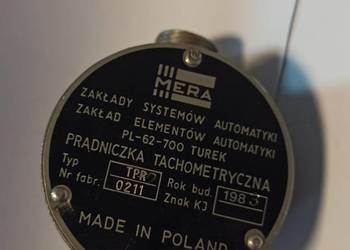 MERA
ZAKŁADY SYSTEMÓW AUTOMATYKI
ZAKŁAD ELEMENTÓW AUTOMATYKI
PL-62-700 TUREK
PRĄDNICZKA TACHOMETRYCZNA
Typ Rok bud.
Nr fabr. 0211 Znak KJ
MADE IN POLAND